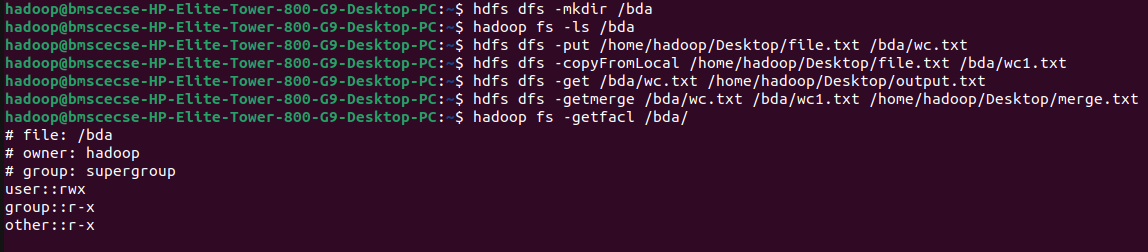 hadoop@bmscecse-HP-Elite-Tower-800-G9-Desktop-PC:~$ hdfs dfs -mkdir /bda
hadoop@bmscecse-HP-Elite-Tower-800-G9-Desktop-PC:~$ hadoop fs -ls /bda
hadoop@bmscecse-HP-Elite-Tower-800-G9-Desktop-PC:~$ hdfs dfs -put /home/hadoop/Desktop/file.txt /bda/wc.txt
hadoop@bmscecse-HP-Elite-Tower-800-G9-Desktop-PC:~$ hdfs dfs -copyFromLocal /home/hadoop/Desktop/file.txt /bda/wc1.txt
hadoop@bmscecse-HP-Elite-Tower-800-G9-Desktop-PC:~$ hdfs dfs -get /bda/wc.txt /home/hadoop/Desktop/output.txt
hadoop@bmscecse-HP-Elite-Tower-800-G9-Desktop-PC:~$ hdfs dfs -getmerge /bda/wc.txt /bda/wc1.txt /home/hadoop/Desktop/merge.txt
hadoop@bmscecse-HP-Elite-Tower-800-G9-Desktop-PC:~$ hadoop fs -getfacl /bda/
# file: /bda
# owner: hadoop
# group: supergroup
user::rwx
group::r-x
other::r-x